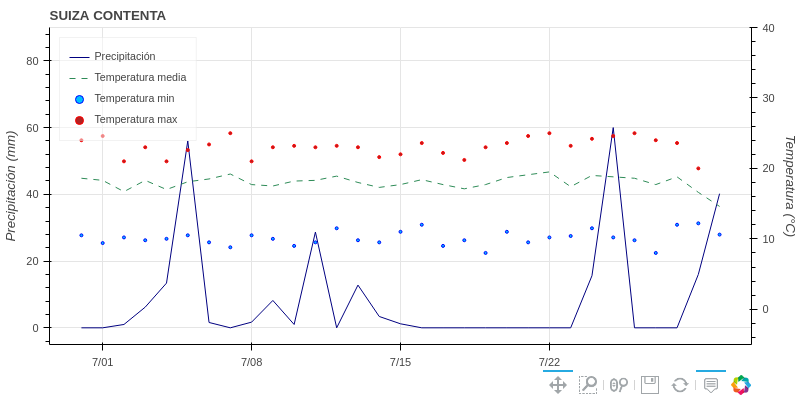 SUIZA CONTENTA
Precipitación
Temperatura media
Temperatura min
Temperatura max
Precipitación (mm)
80
60
40
20
0
Temperatura (°C)
40
30
20
10
0
7/01
7/08
7/15
7/22